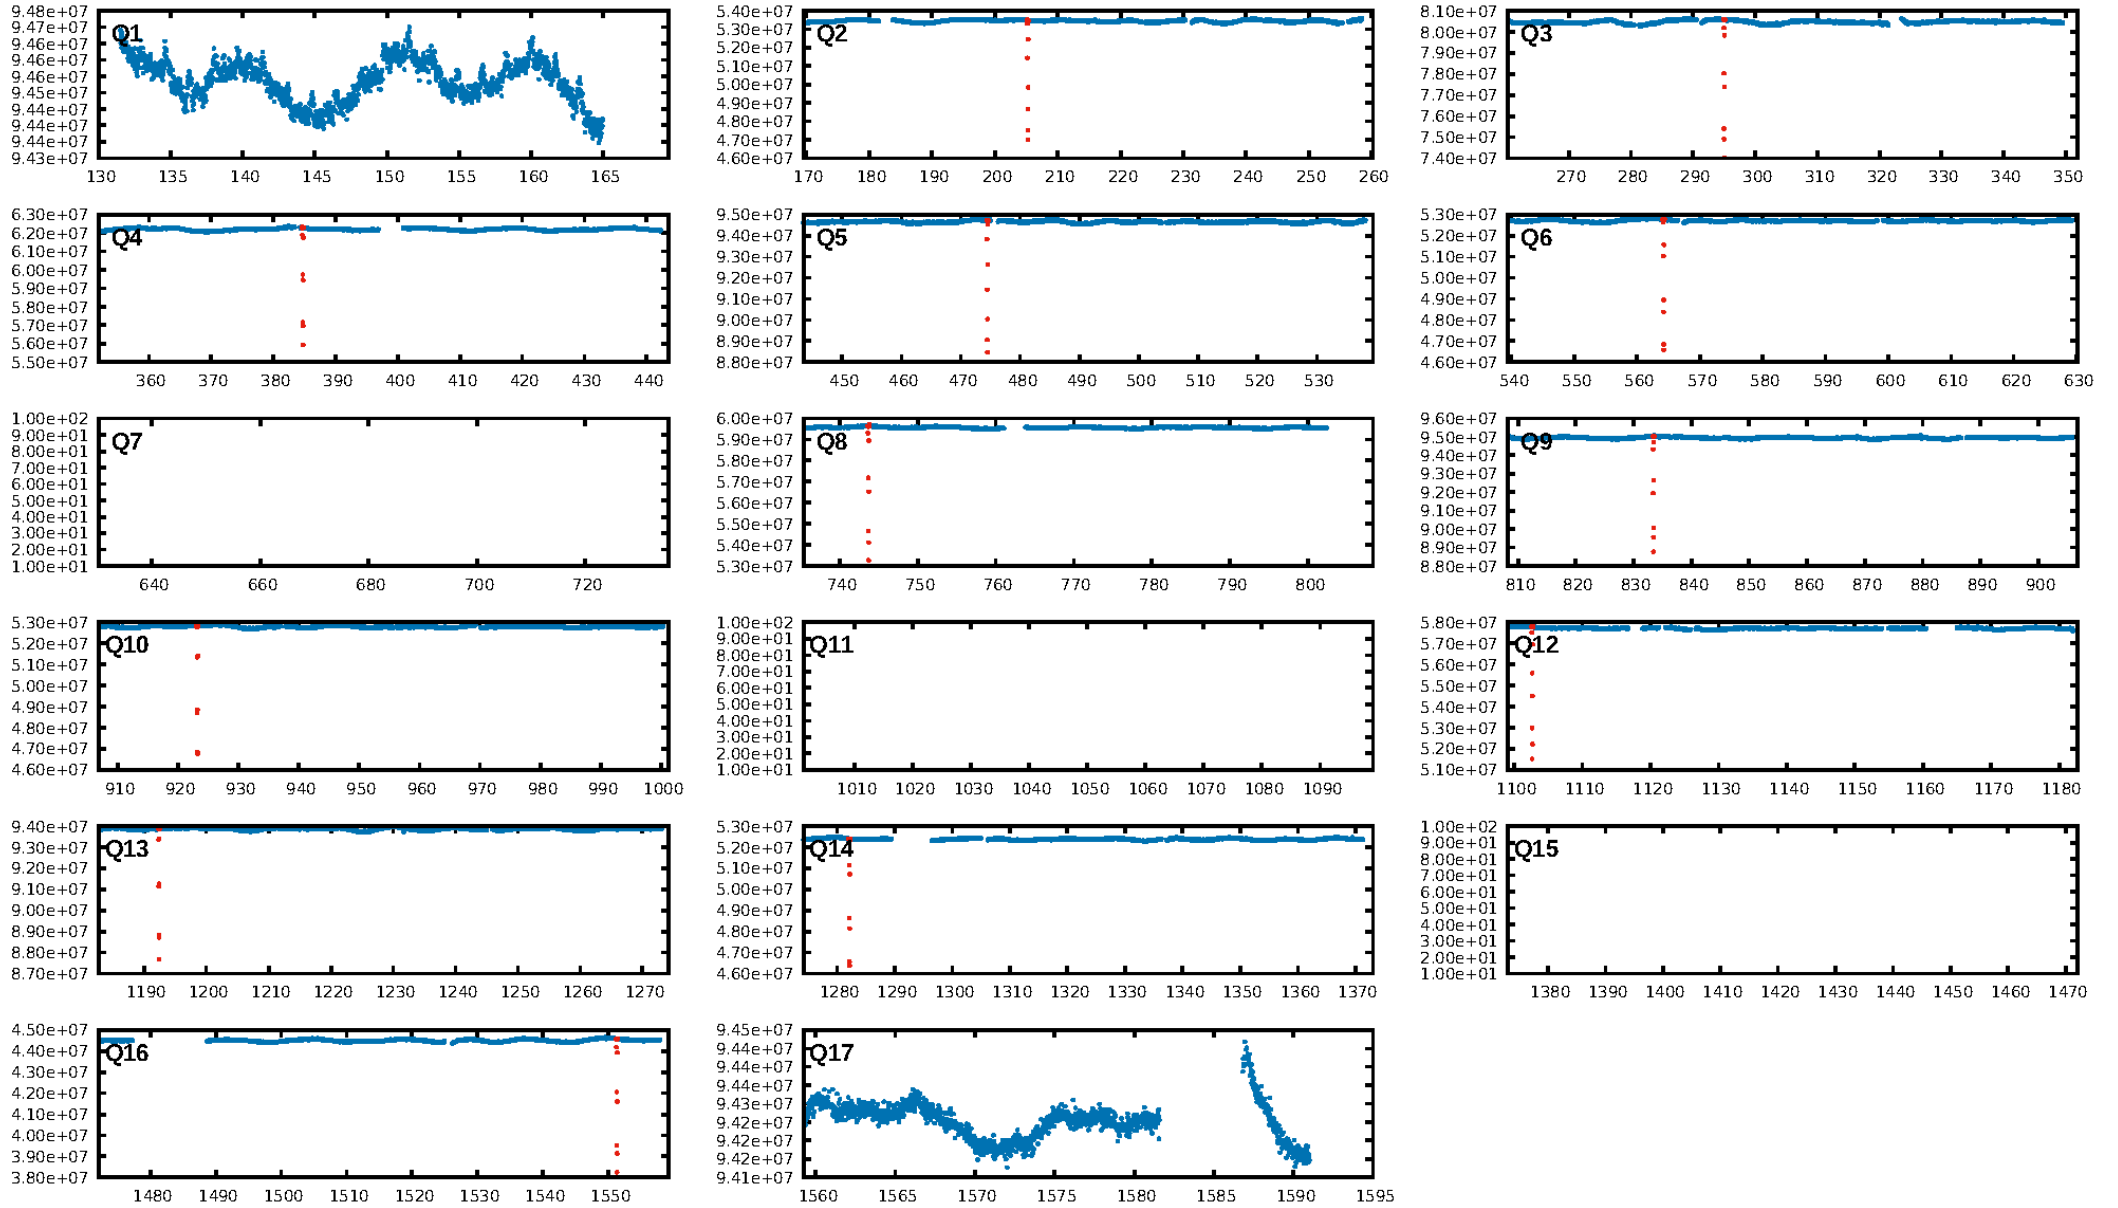 Q1
9.48e+07
9.47e+07
9.46e+07
9.46e+07
9.45e+07
9.45e+07
9.44e+07
9.44e+07
9.44e+07
9.43e+07
130 135 140 145 150 155 160 165
Q2
5.40e+07
5.30e+07
5.20e+07
5.10e+07
5.00e+07
4.90e+07
4.80e+07
4.70e+07
4.60e+07
170 180 190 200 210 220 230 240 250 260
Q3
8.10e+07
8.00e+07
7.90e+07
7.80e+07
7.70e+07
7.60e+07
7.50e+07
7.40e+07
270 280 290 300 310 320 330 340 350
Q4
6.30e+07
6.20e+07
6.10e+07
6.00e+07
5.90e+07
5.80e+07
5.70e+07
5.60e+07
5.50e+07
360 370 380 390 400 410 420 430 440
Q5
9.50e+07
9.40e+07
9.30e+07
9.20e+07
9.10e+07
9.00e+07
8.90e+07
8.80e+07
450 460 470 480 490 500 510 520 530
Q6
5.30e+07
5.20e+07
5.10e+07
5.00e+07
4.90e+07
4.80e+07
4.70e+07
4.60e+07
540 550 560 570 580 590 600 610 620 630
Q7
1.00e+02
9.00e+01
8.00e+01
7.00e+01
6.00e+01
5.00e+01
4.00e+01
3.00e+01
2.00e+01
1.00e+01
640 660 680 700 720
Q8
6.00e+07
5.90e+07
5.80e+07
5.70e+07
5.60e+07
5.50e+07
5.40e+07
5.30e+07
740 750 760 770 780 790 800
Q9
9.60e+07
9.50e+07
9.40e+07
9.30e+07
9.20e+07
9.10e+07
9.00e+07
8.90e+07
8.80e+07
810 820 830 840 850 860 870 880 890 900
Q10
5.30e+07
5.20e+07
5.10e+07
5.00e+07
4.90e+07
4.80e+07
4.70e+07
4.60e+07
910 920 930 940 950 960 970 980 990 1000
Q11
1.00e+02
9.00e+01
8.00e+01
7.00e+01
6.00e+01
5.00e+01
4.00e+01
3.00e+01
2.00e+01
1.00e+01
1010 1020 1030 1040 1050 1060 1070 1080 1090
Q12
5.80e+07
5.70e+07
5.60e+07
5.50e+07
5.40e+07
5.30e+07
5.20e+07
5.10e+07
1100 1110 1120 1130 1140 1150 1160 1170 1180
Q13
9.40e+07
9.30e+07
9.20e+07
9.10e+07
9.00e+07
8.90e+07
8.80e+07
8.70e+07
1190 1200 1210 1220 1230 1240 1250 1260 1270
Q14
5.30e+07
5.20e+07
5.10e+07
5.00e+07
4.90e+07
4.80e+07
4.70e+07
4.60e+07
1280 1290 1300 1310 1320 1330 1340 1350 1360 1370
Q15
1.00e+02
9.00e+01
8.00e+01
7.00e+01
6.00e+01
5.00e+01
4.00e+01
3.00e+01
2.00e+01
1.00e+01
1380 1390 1400 1410 1420 1430 1440 1450 1460 1470
Q16
4.50e+07
4.40e+07
4.30e+07
4.20e+07
4.10e+07
4.00e+07
3.90e+07
3.80e+07
1480 1490 1500 1510 1520 1530 1540 1550
Q17
9.45e+07
9.44e+07
9.44e+07
9.43e+07
9.43e+07
9.42e+07
9.42e+07
9.42e+07
9.41e+07
1560 1565 1570 1575 1580 1585 1590 1595